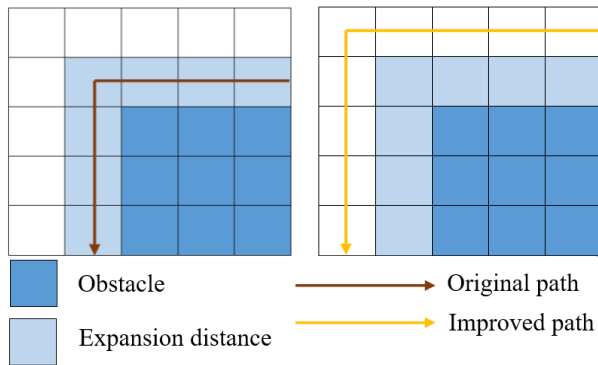 Obstacle
Original path
Expansion distance
Improved path